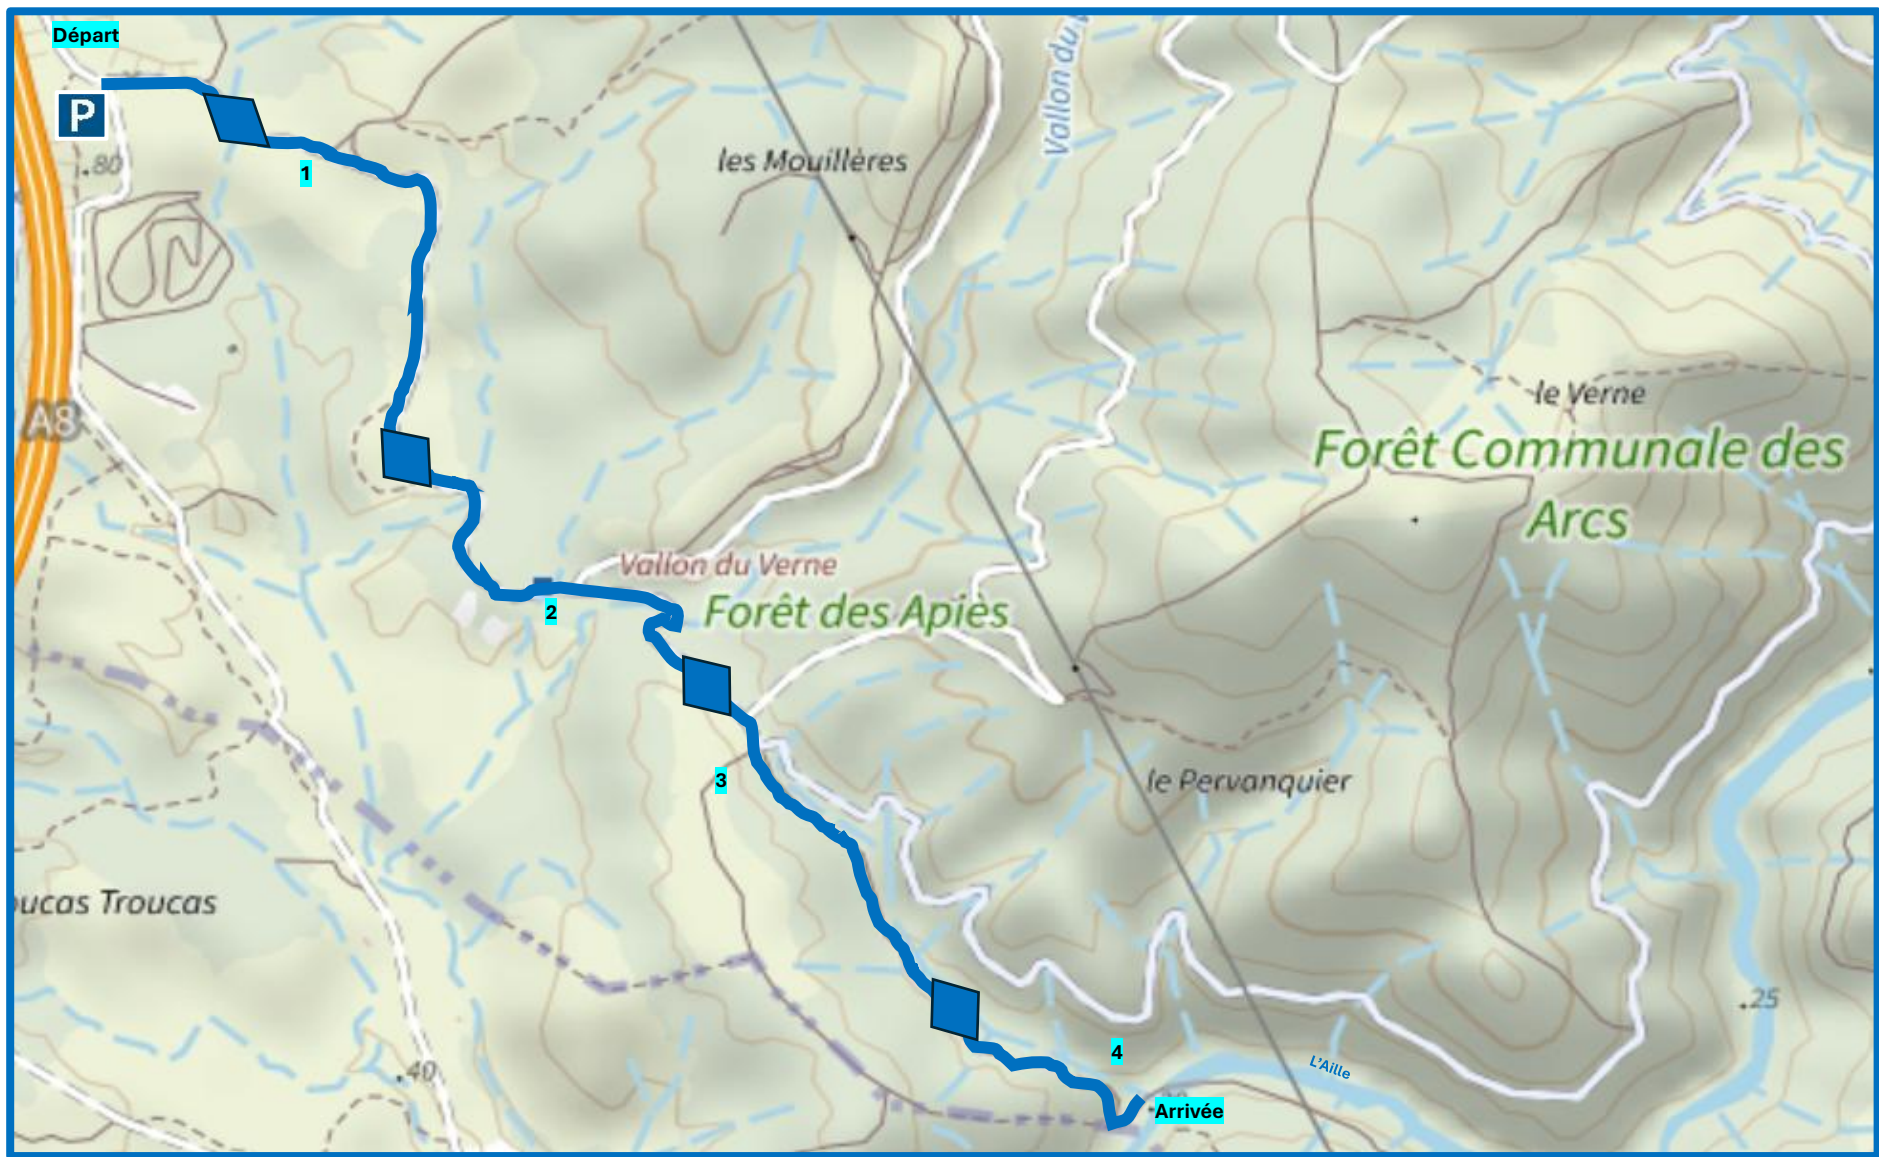 Départ
P
.80
1
les Mouillères
Vallon du
A8
le Verne
Forêt Communale des
Arcs
Vallon du Verne
Forêt des Apiès
2
3
le Pervanquier
oucas Troucas
.25
4
L'Aille
.40
Arrivée